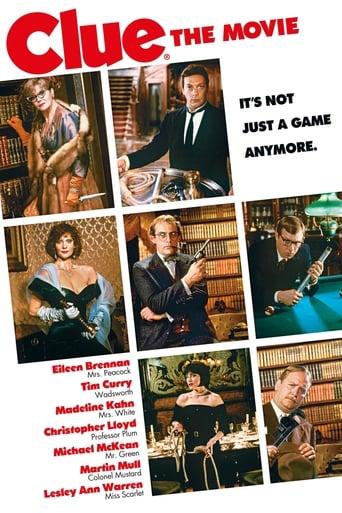 Clue® THE MOVIE
IT'S NOT
JUST A GAME
ANYMORE.
Eileen Brennan
Mrs. Peacock
Tim Curry
Wadsworth
Madeline Kahn
Mrs. White
Christopher Lloyd
Professor Plum
Michael McKean
Mr. Green
Martin Mull
Colonel Mustard
Lesley Ann Warren
Miss Scarlet